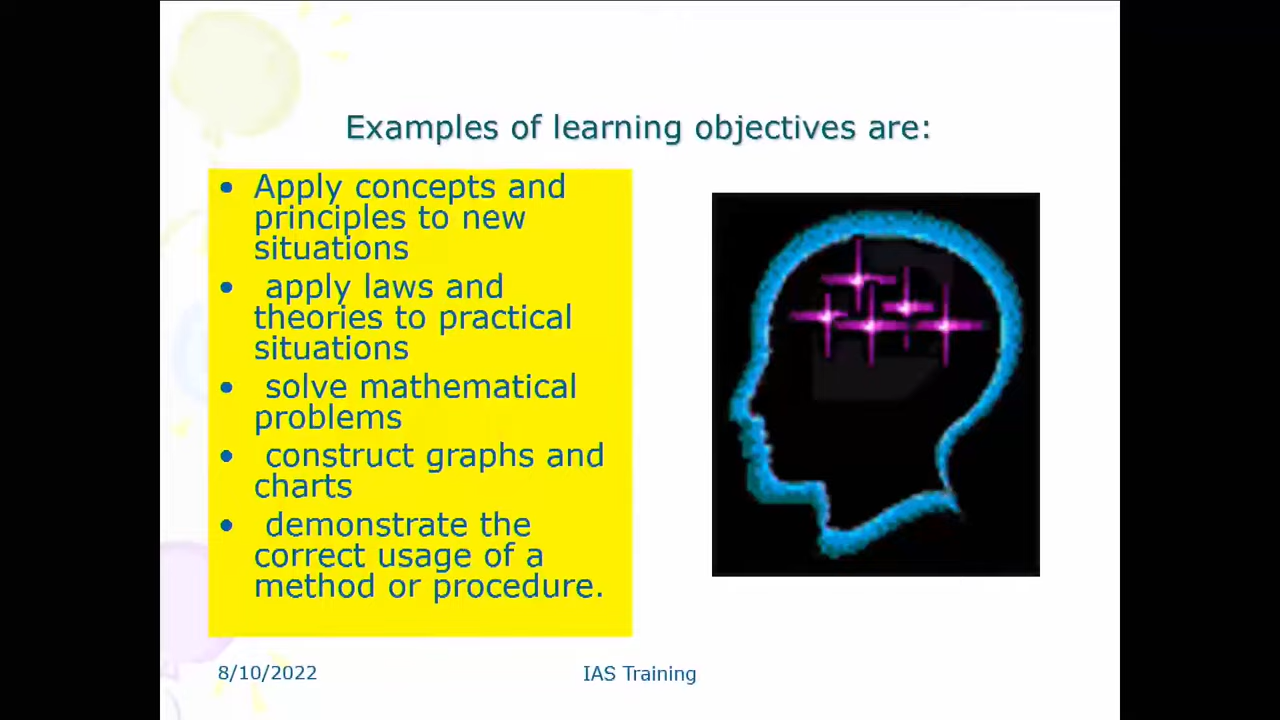 Examples of learning objectives are:
• Apply concepts and
principles to new
situations
• apply laws and
theories to practical
situations
• solve mathematical
problems
• construct graphs and
charts
• demonstrate the
correct usage of a
method or procedure.
8/10/2022
IAS Training